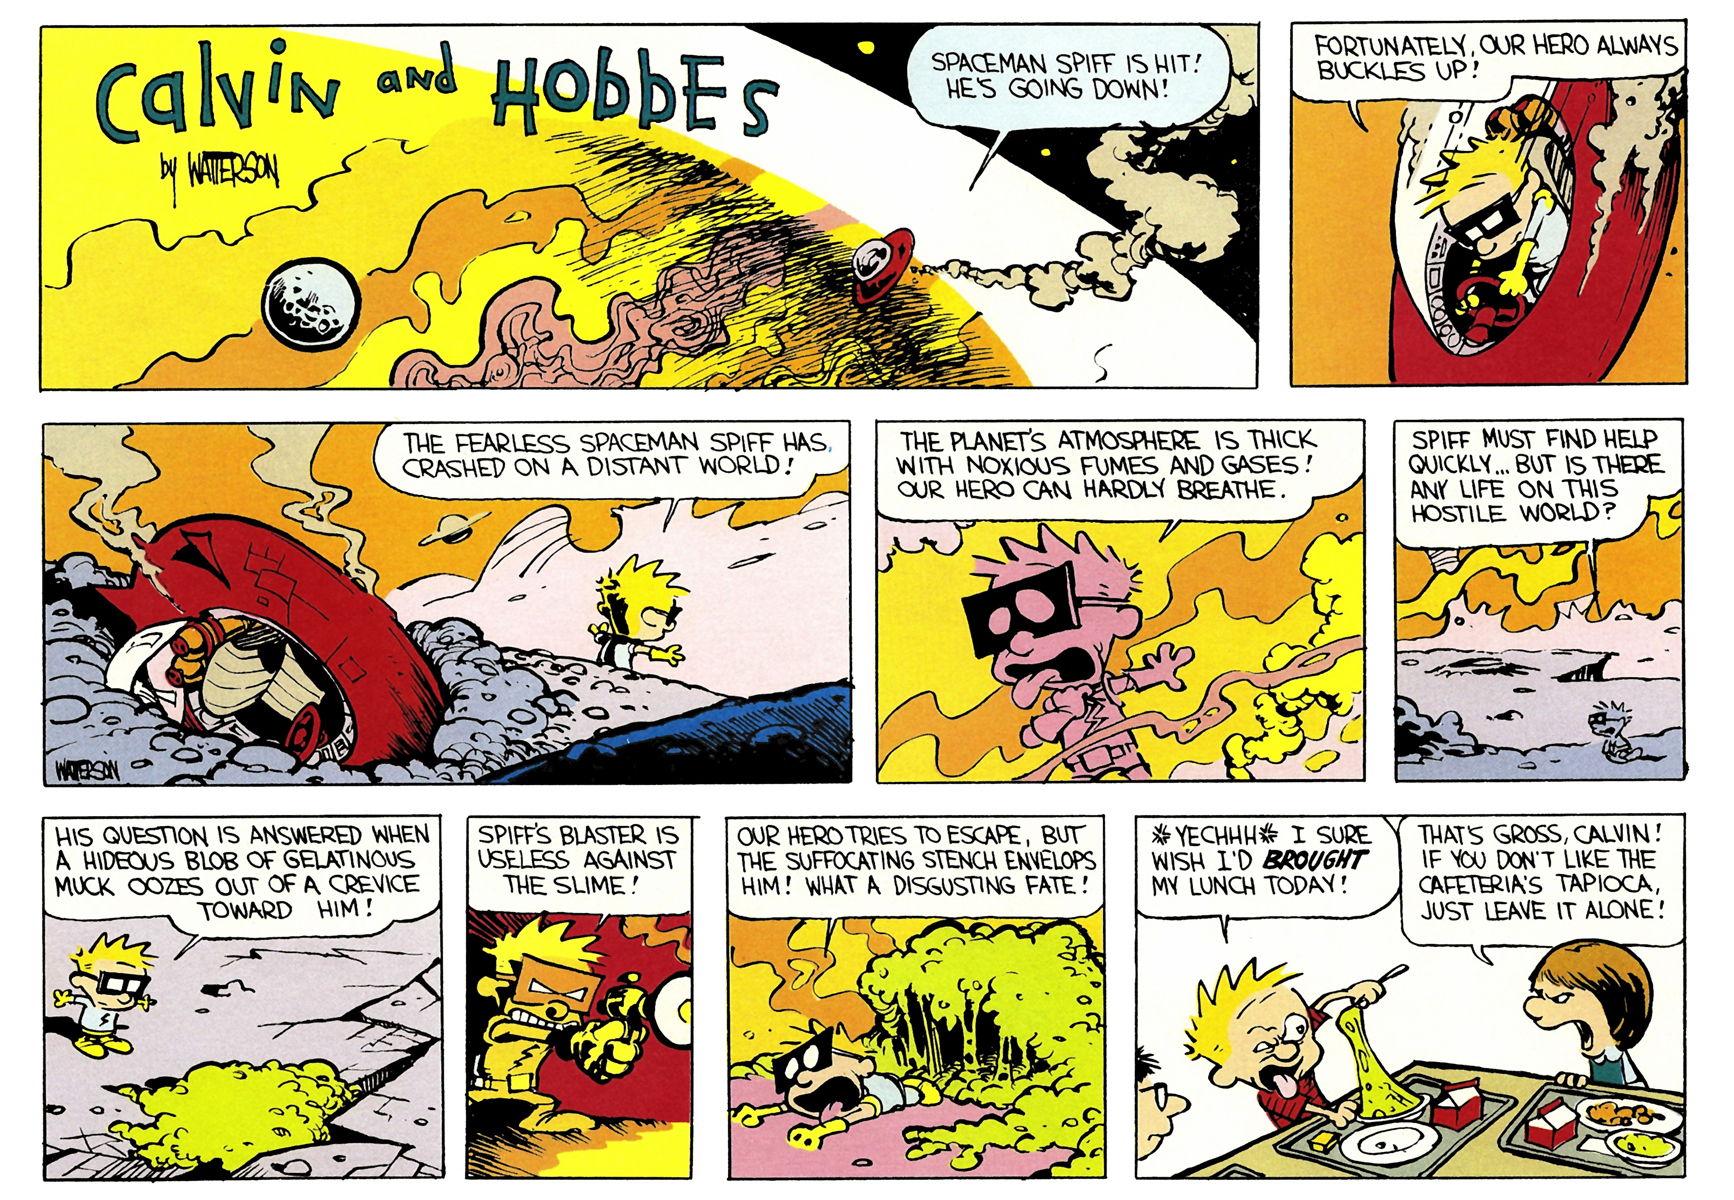 Calvin and HObbEs
by WATTERSON
SPACEMAN SPIFF IS HIT!
HE'S GOING DOWN!
FORTUNATELY, OUR HERO ALWAYS
BUCKLES UP!
THE FEARLESS SPACEMAN SPIFF HAS
CRASHED ON A DISTANT WORLD!
WATTERSON
THE PLANET'S ATMOSPHERE IS THICK
WITH NOXIOUS FUMES AND GASES!
OUR HERO CAN HARDLY BREATHE.
SPIFF MUST FIND HELP
QUICKLY... BUT IS THERE
ANY LIFE ON THIS
HOSTILE WORLD?
HIS QUESTION IS ANSWERED WHEN
A HIDEOUS BLOB OF GELATINOUS
MUCK OOZES OUT OF A CREVICE
TOWARD HIM!
SPIFF'S BLASTER IS
USELESS AGAINST
THE SLIME!
OUR HERO TRIES TO ESCAPE, BUT
THE SUFFOCATING STENCH ENVELOPS
HIM! WHAT A DISGUSTING FATE!
*YECHHH* I SURE
WISH I'D BROUGHT
MY LUNCH TODAY!
THAT'S GROSS, CALVIN!
IF YOU DON'T LIKE THE
CAFETERIA'S TAPIOCA,
JUST LEAVE IT ALONE!